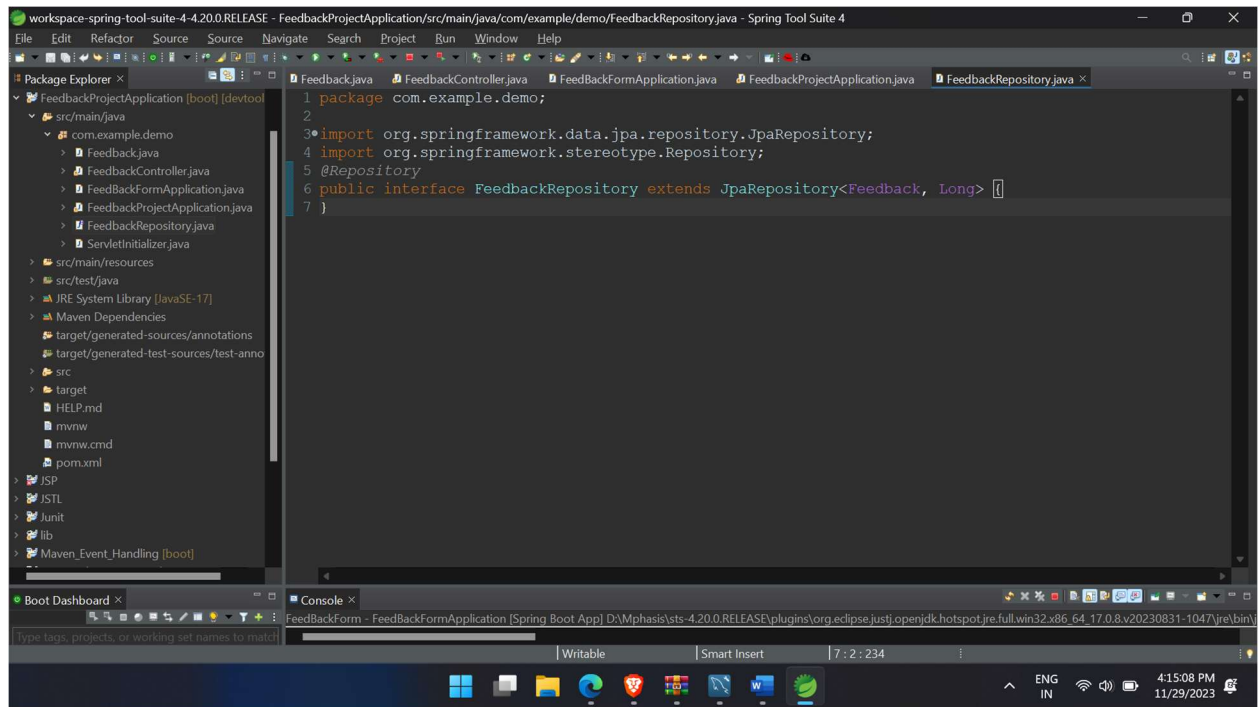 workspace-spring-tool-suite-4-4.20.0.RELEASE - FeedbackProjectApplication/src/main/java/com/example/demo/FeedbackRepository.java - Spring Tool Suite 4
File Edit Refactor Source Source Navigate Search Project Run Window Help
Package Explorer
Feedback.java FeedbackController.java FeedBackFormApplication.java FeedbackProjectApplication.java FeedbackRepository.java
FeedbackProjectApplication [boot] [devtool
src/main/java
com.example.demo
Feedback.java
FeedbackController.java
FeedBackFormApplication.java
FeedbackProjectApplication.java
FeedbackRepository.java
ServletInitializer.java
src/main/resources
src/test/java
JRE System Library [JavaSE-17]
Maven Dependencies
target/generated-sources/annotations
target/generated-test-sources/test-anno
src
target
HELP.md
mvnw
mvnw.cmd
pom.xml
JSP
JSTL
Junit
lib
Maven_Event_Handling [boot]
1 package com.example.demo;
2
3 import org.springframework.data.jpa.repository.JpaRepository;
4 import org.springframework.stereotype.Repository;
5 @Repository
6 public interface FeedbackRepository extends JpaRepository<Feedback, Long> {
7 }
Boot Dashboard
Type tags, projects, or working set names to match
Console
FeedBackForm - FeedBackFormApplication [Spring Boot App] D:\Mphasis\sts-4.20.0.RELEASE\plugins\org.eclipse.justj.openjdk.hotspot.jre.full.win32.x86_64_17.0.8.v20230831-1047\jre\bin\j
Writable Smart Insert 7 : 2 : 234
ENG
IN
4:15:08 PM
11/29/2023